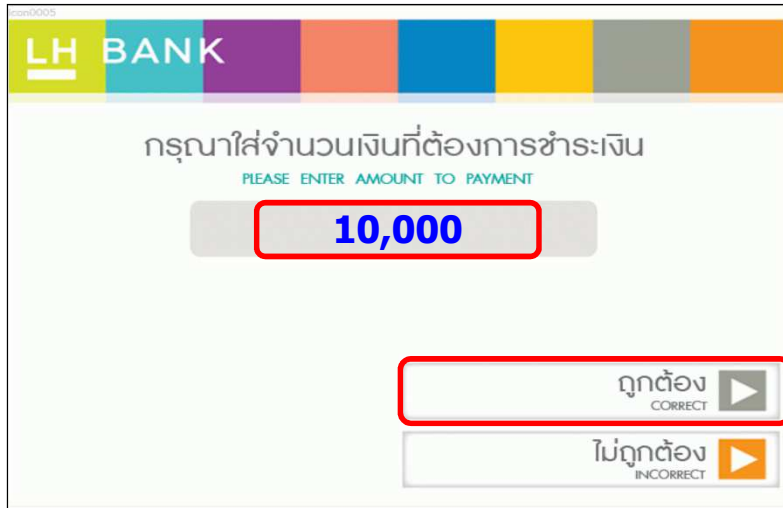 icon0005
LH BANK
กรุณาใส่จำนวนเงินที่ต้องการชำระเงิน
PLEASE ENTER AMOUNT TO PAYMENT
10,000
ถูกต้อง
CORRECT
ไม่ถูกต้อง
INCORRECT